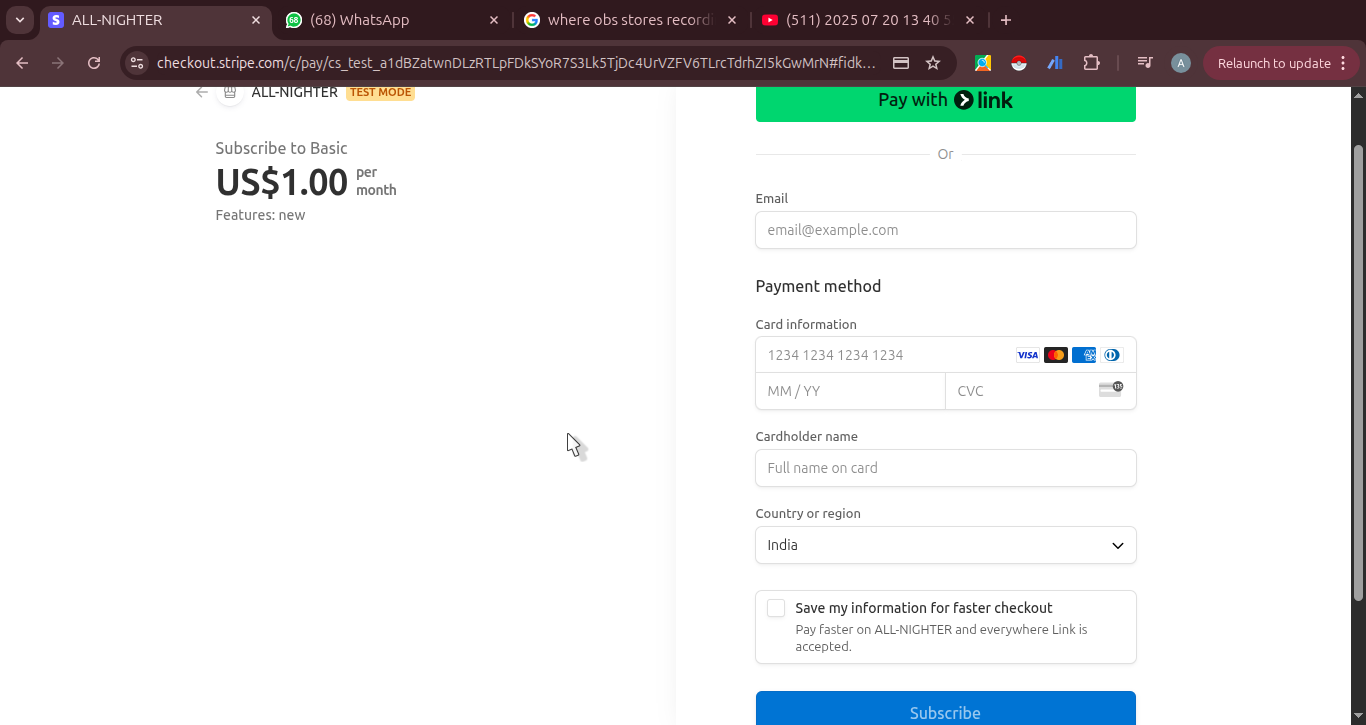 ALL-NIGHTER
(68) WhatsApp
where obs stores recordi
(511) 2025 07 20 13 40 5
checkout.stripe.com/c/pay/cs_test_a1dBZatwnDLzRTLpFDkSYoR7S3Lk5TjDc4UrVZFV6TLrcTdrhZI5kGwMrN#fidk...
A
Relaunch to update
ALL-NIGHTER
TEST MODE
Subscribe to Basic
US$1.00 per month
Features: new
Pay with link
Or
Email
email@example.com
Payment method
Card information
1234 1234 1234 1234
VISA
MM / YY
CVC
135
Cardholder name
Full name on card
Country or region
India
Save my information for faster checkout
Pay faster on ALL-NIGHTER and everywhere Link is
accepted.
Subscribe